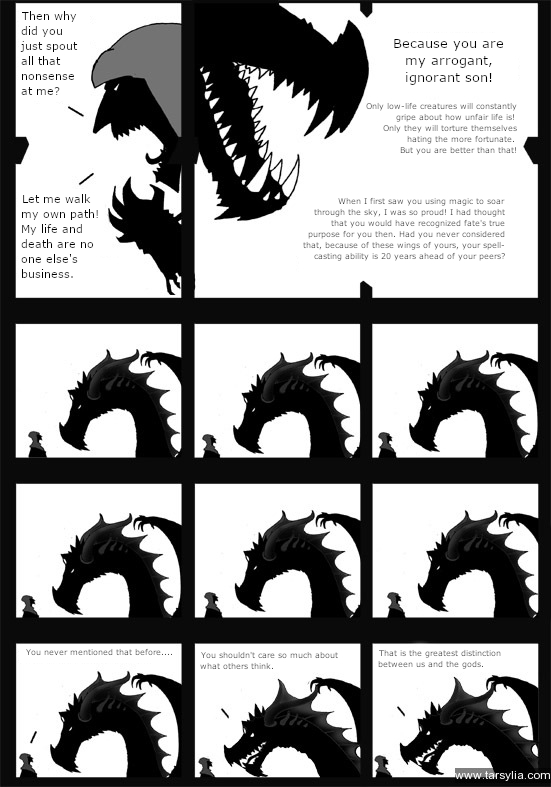 Then why
did you
just spout
all that
nonsense
at me?
Let me walk
my own path!
My life and
death are no
one else's
business.
Because you are
my arrogant,
ignorant son!
Only low-life creatures will constantly
gripe about how unfair life is!
Only they will torture themselves
hating the more fortunate.
But you are better than that!
When I first saw you using magic to soar
through the sky, I was so proud! I had thought
that you would have recognized fate's true
purpose for you then. Had you never considered
that, because of these wings of yours, your spell-
casting ability is 20 years ahead of your peers?
You never mentioned that before....
You shouldn't care so much about
what others think.
That is the greatest distinction
between us and the gods.
www.tarsylia.com